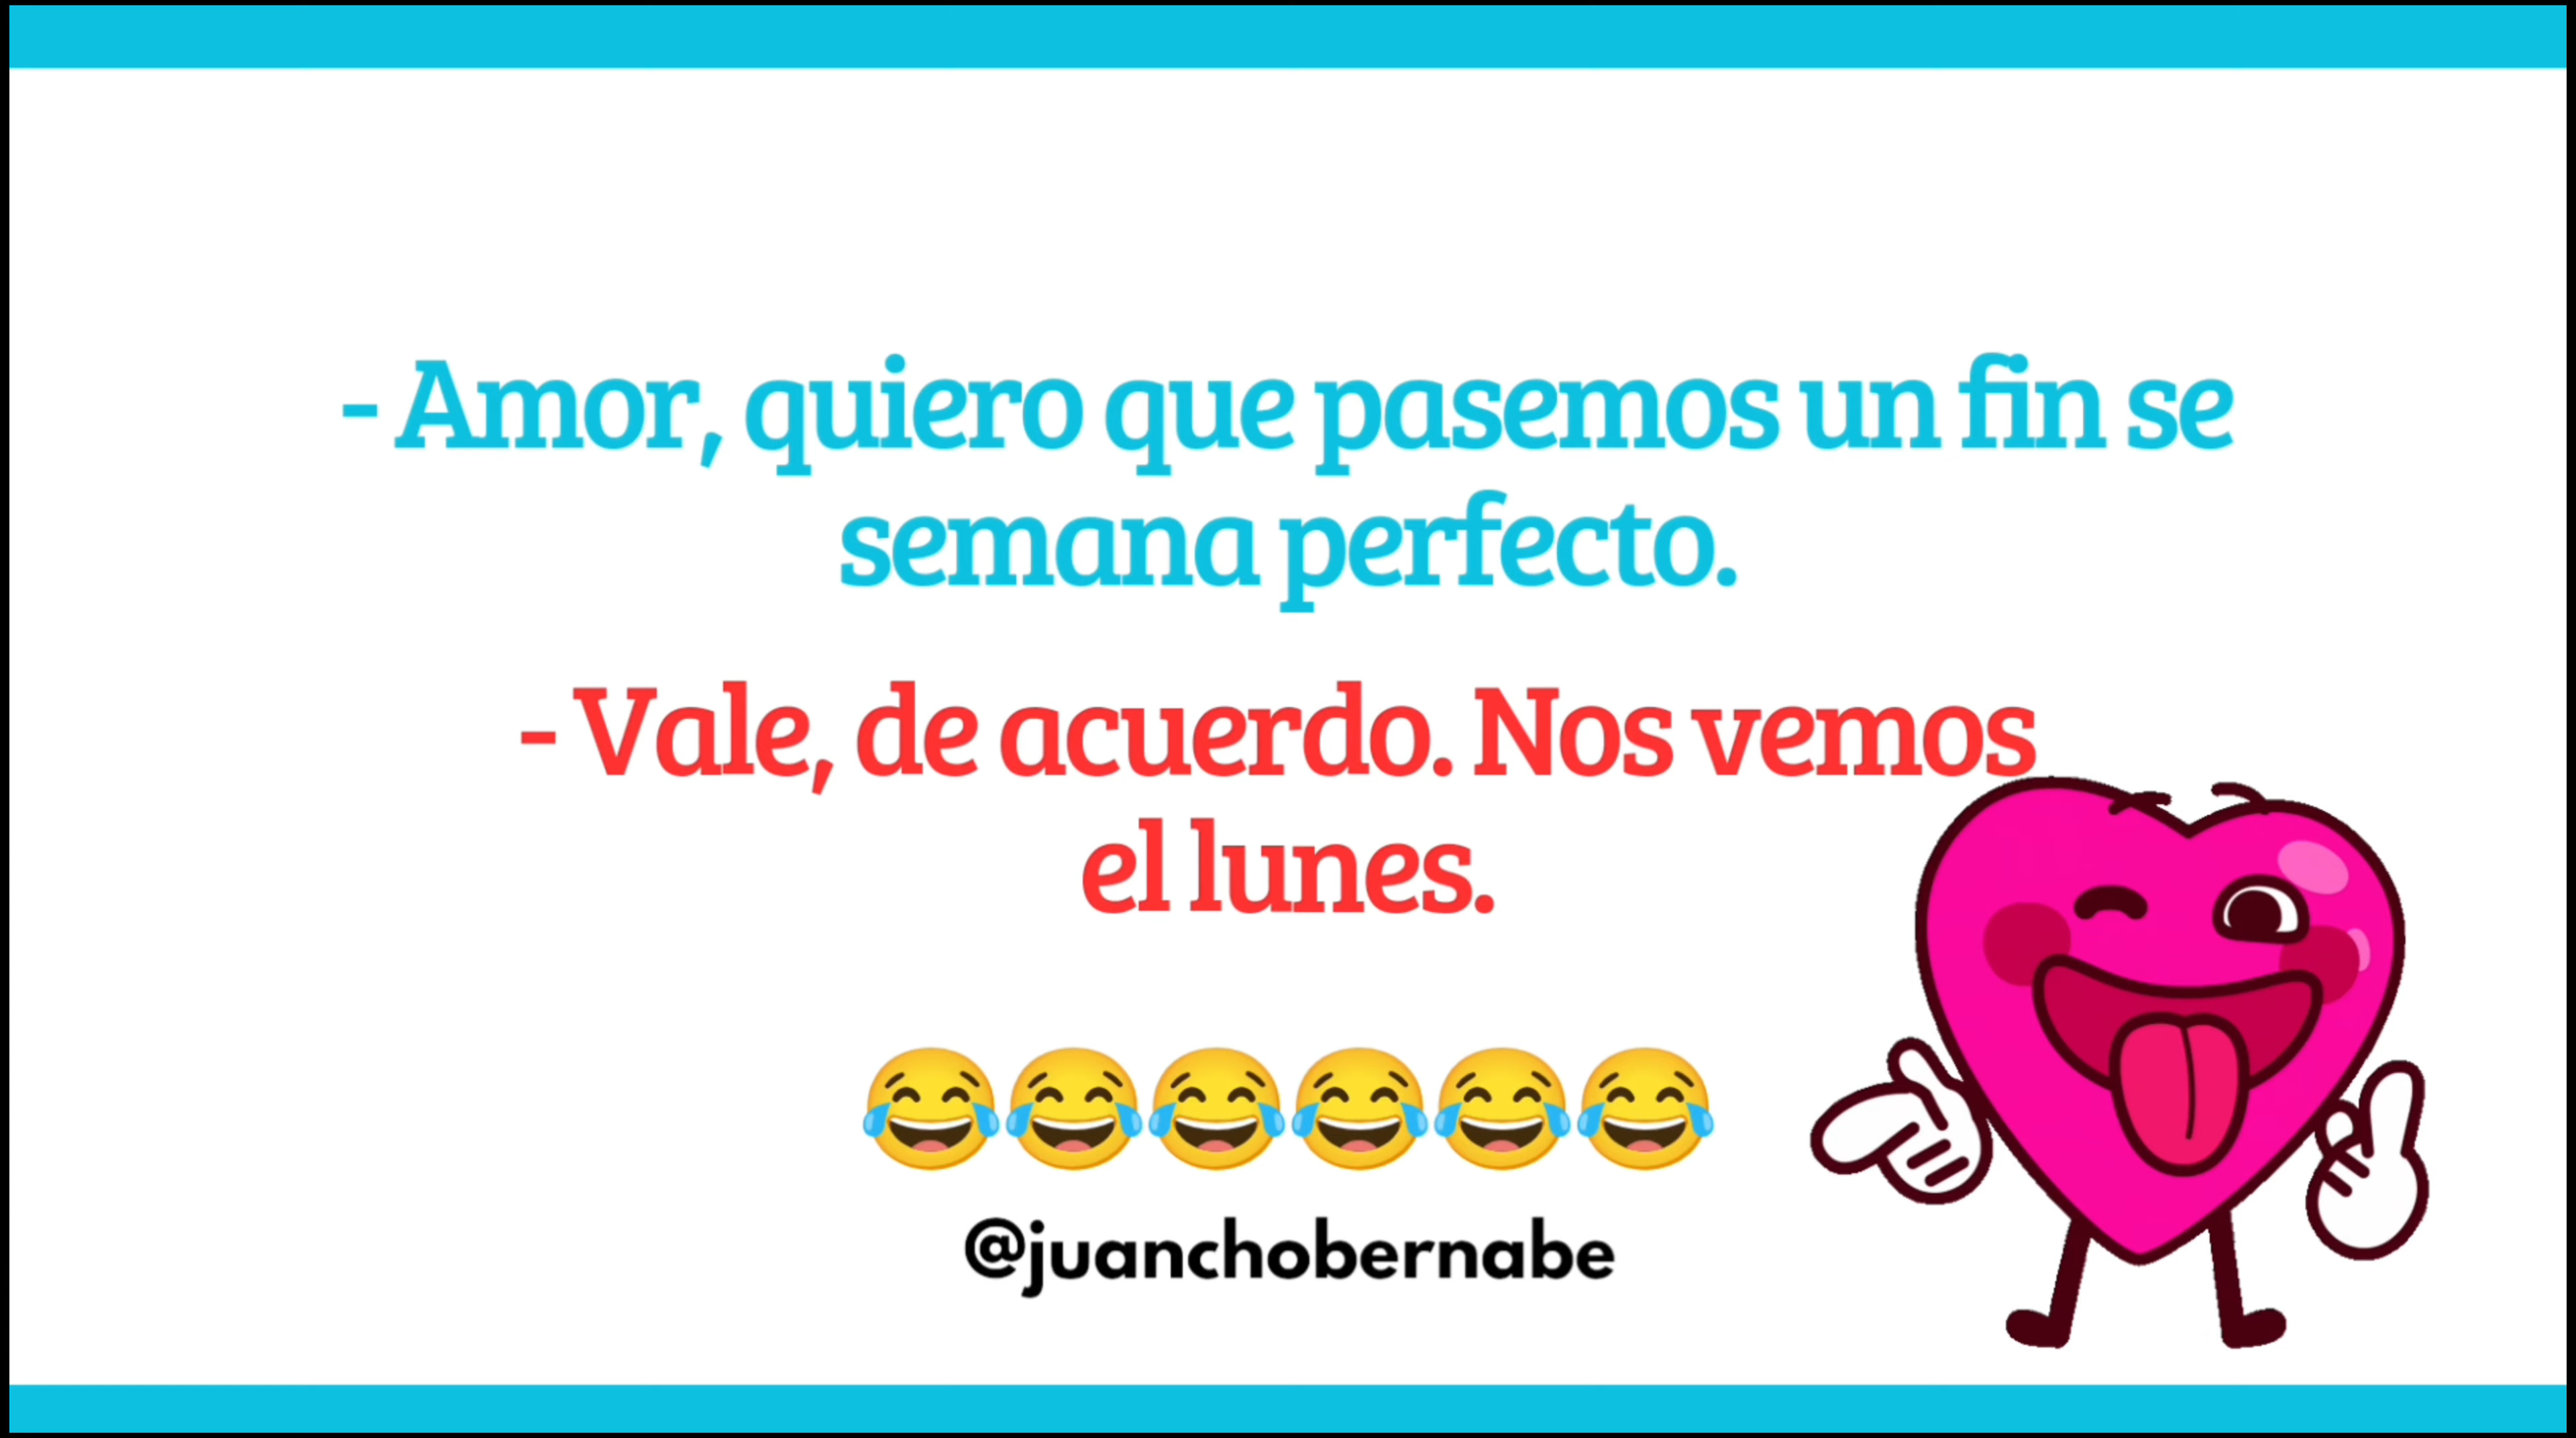 - Amor, quiero que pasemos un fin se
semana perfecto.
- Vale, de acuerdo. Nos vemos
el lunes.
😂😂😂😂😂😂
@juanchobernabe